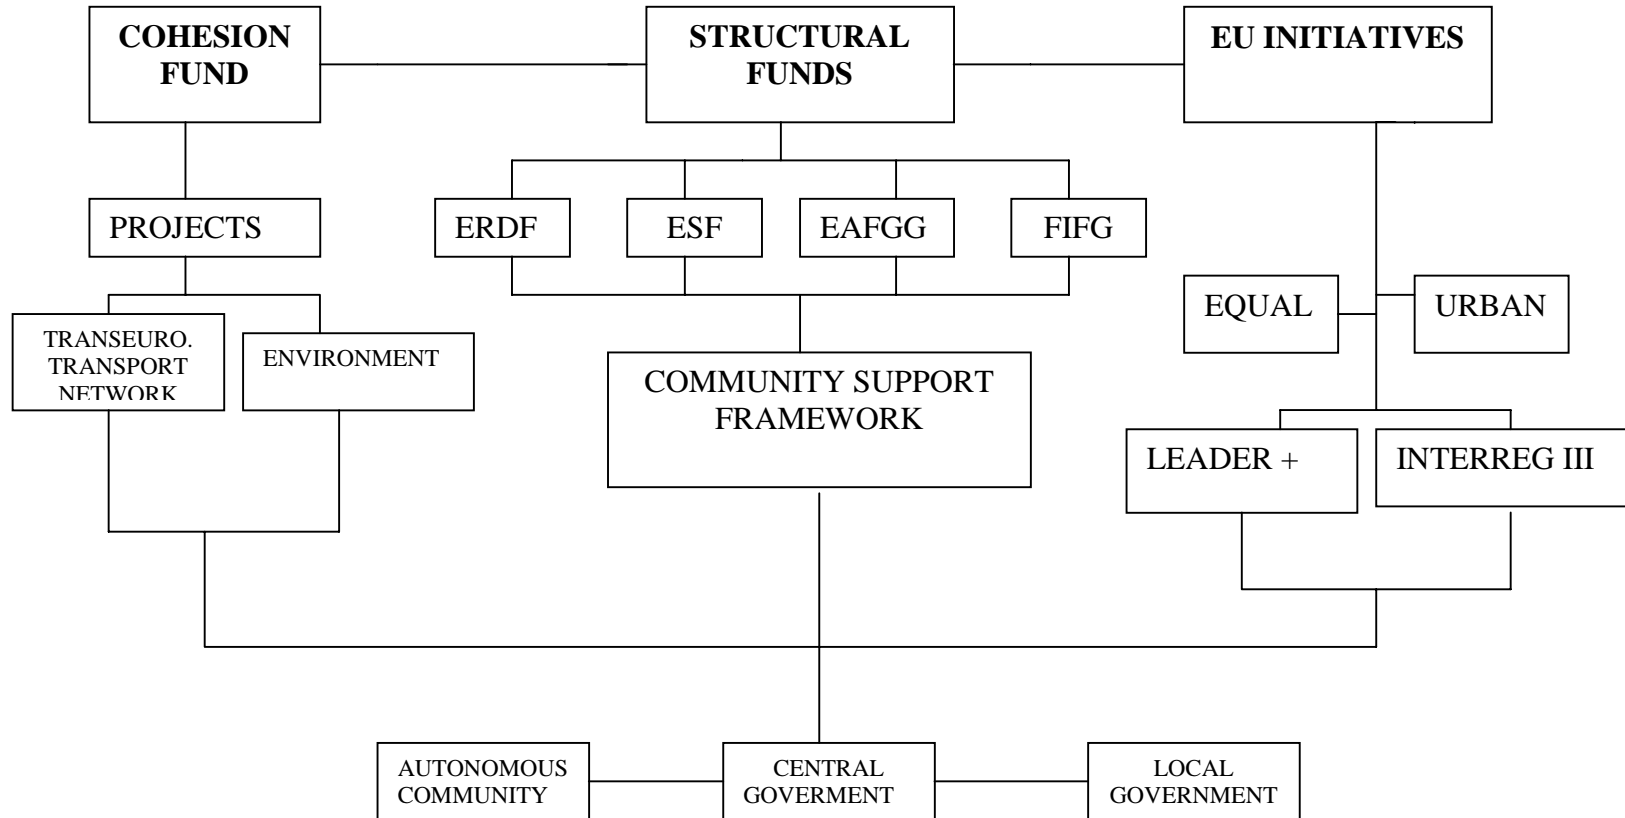 COHESION
FUND
STRUCTURAL
FUNDS
EU INITIATIVES
PROJECTS
ERDF
ESF
EAFGG
FIFG
EQUAL
URBAN
TRANSEURO.
TRANSPORT
NETWORK
ENVIRONMENT
COMMUNITY SUPPORT
FRAMEWORK
LEADER +
INTERREG III
AUTONOMOUS
COMMUNITY
CENTRAL
GOVERMENT
LOCAL
GOVERNMENT